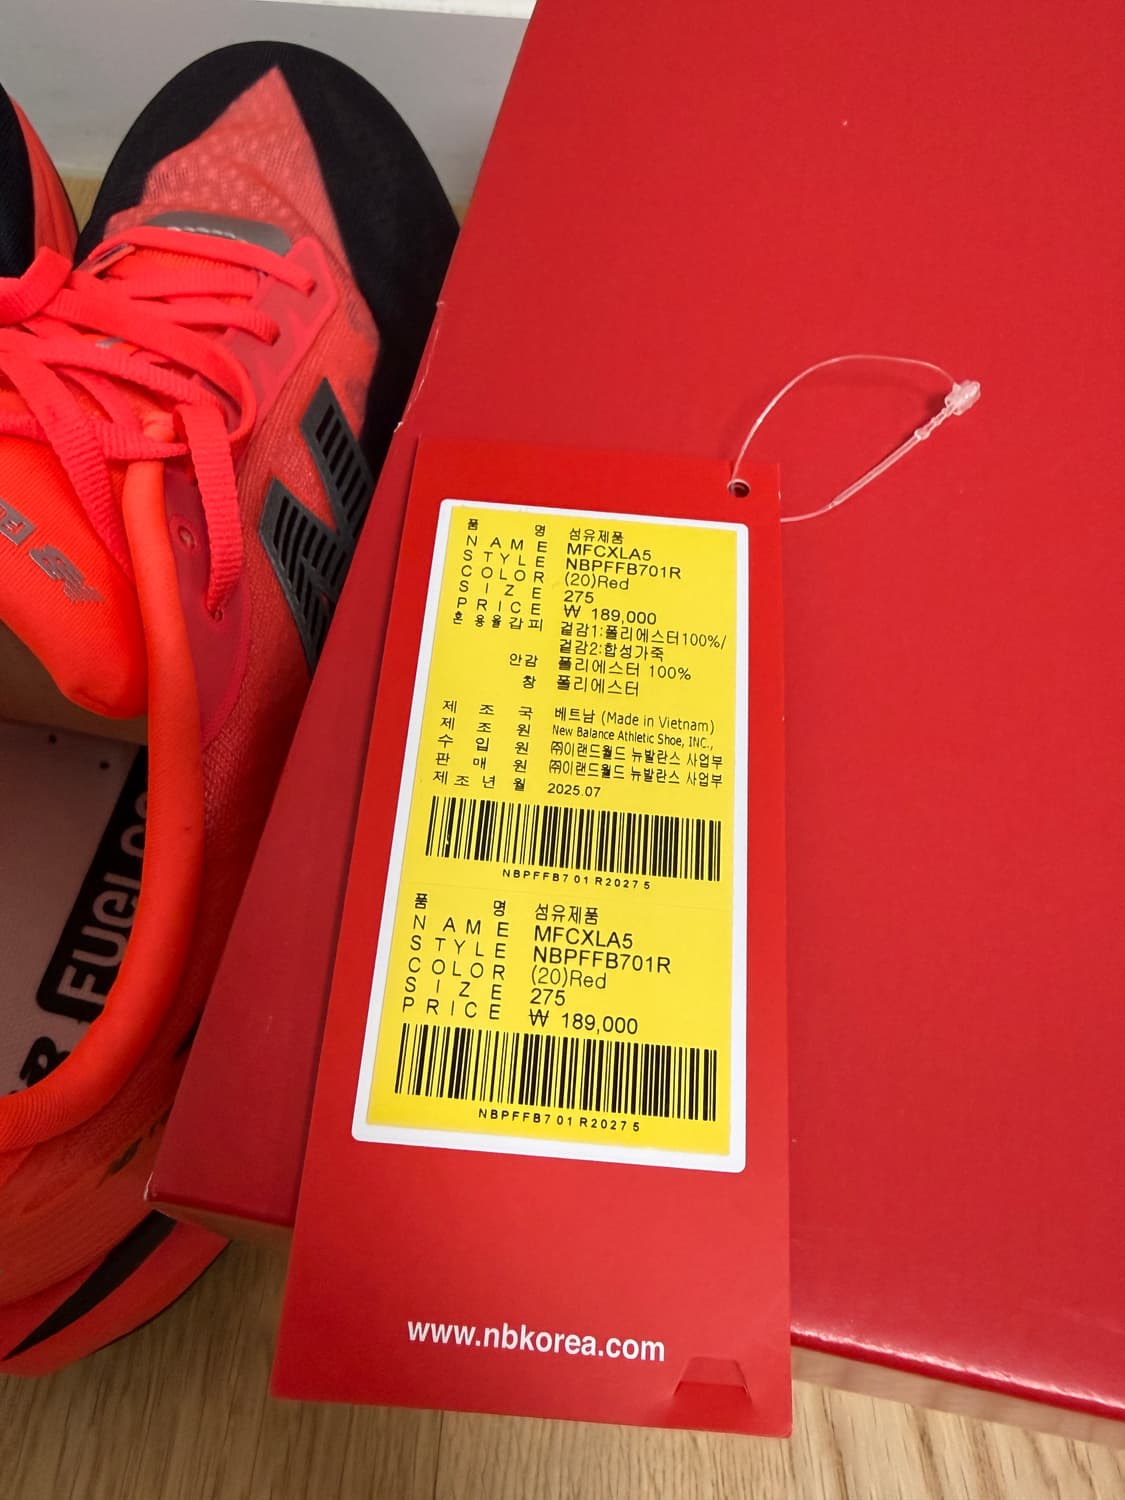 품 명 섬유제품
NAME MFCXLA5
STYLE NBPFFB701R
COLOR (20)Red
SIZE 275
PRICE ₩ 189,000
혼용율갑피 겉감1:폴리에스터100%/
겉감2:합성가죽
안감 폴리에스터 100%
창 폴리에스터
제조국 베트남 (Made in Vietnam)
제조원 New Balance Athletic Shoe, INC.,
수입원 ㈜이랜드월드 뉴발란스 사업부
판매원 ㈜이랜드월드 뉴발란스 사업부
제조년월 2025.07
NBPFFB701R20275
품 명 섬유제품
NAME MFCXLA5
STYLE NBPFFB701R
COLOR (20)Red
SIZE 275
PRICE ₩ 189,000
NBPFFB701R20275
www.nbkorea.com